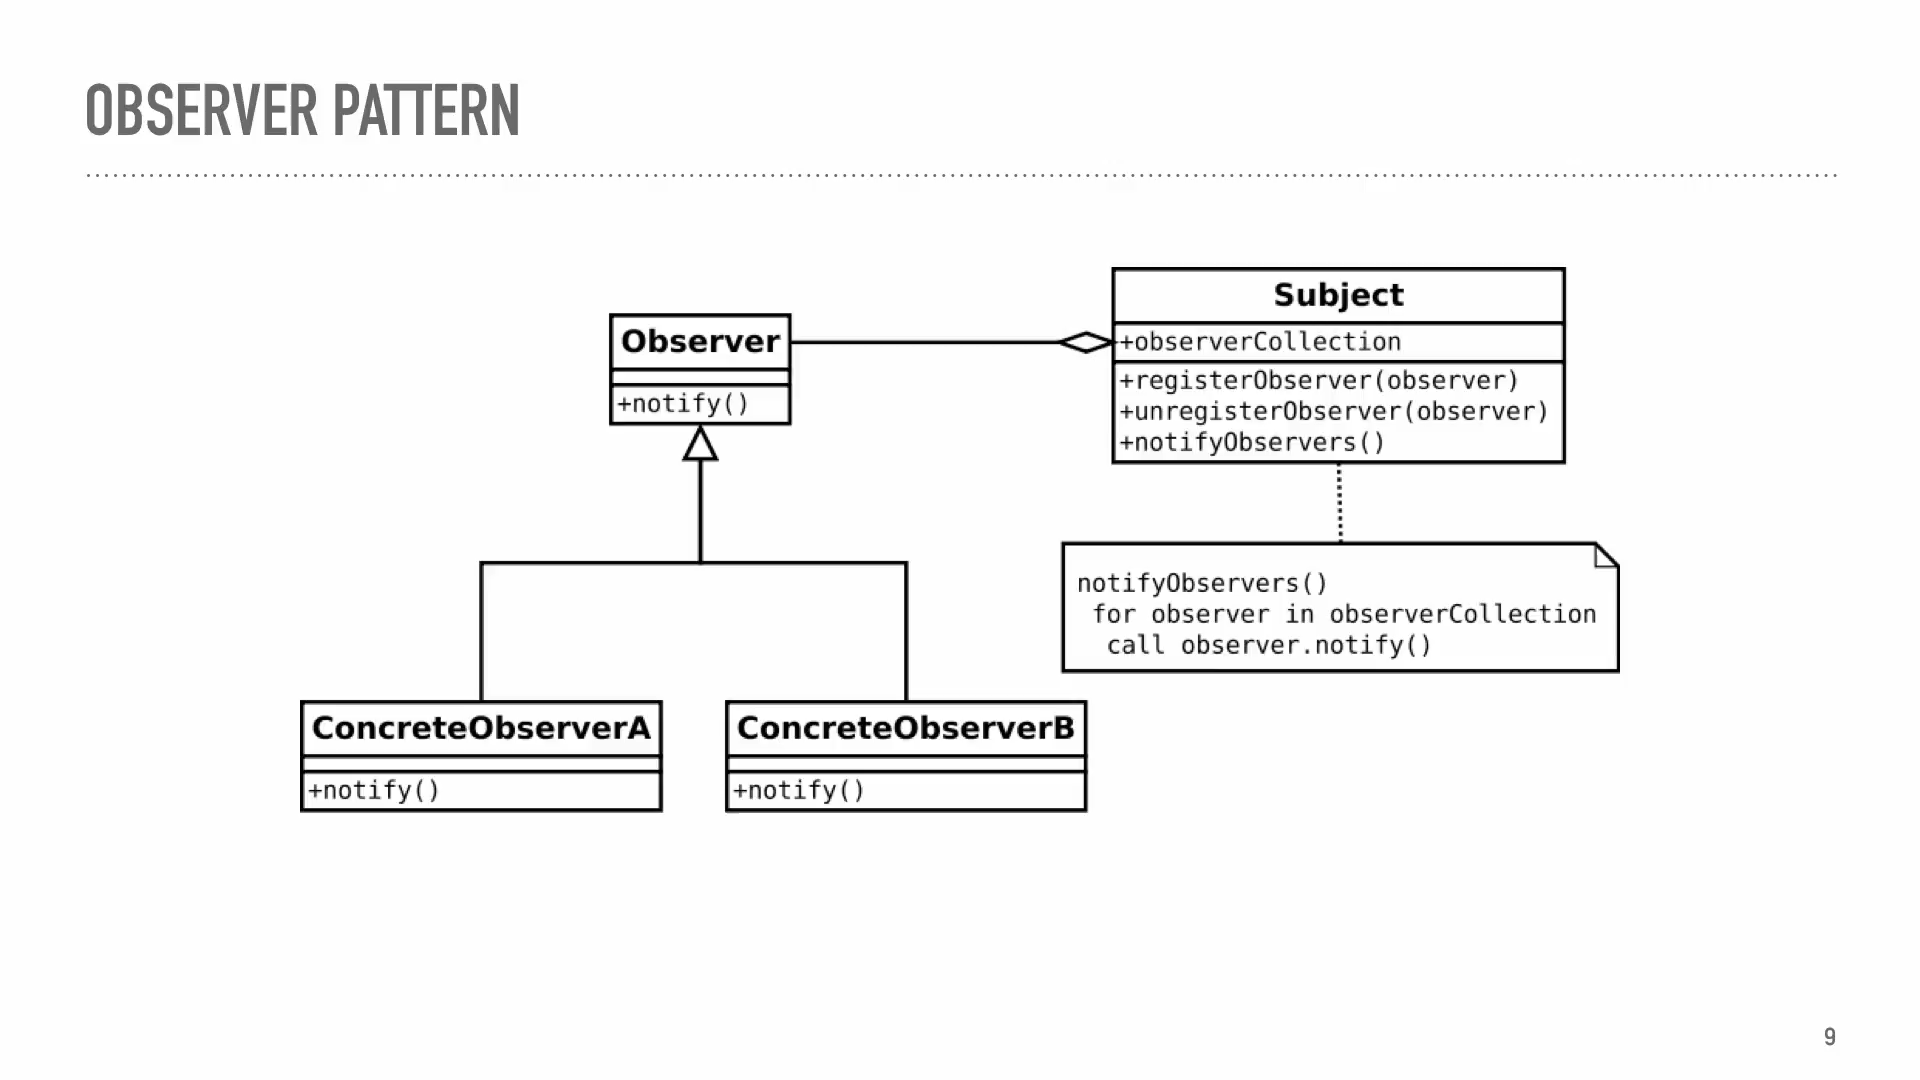 OBSERVER PATTERN
Observer
+notify()
Subject
+observerCollection
+registerObserver(observer)
+unregisterObserver(observer)
+notifyObservers()
notifyObservers()
for observer in observerCollection
call observer.notify()
ConcreteObserverA
+notify()
ConcreteObserverB
+notify()
9